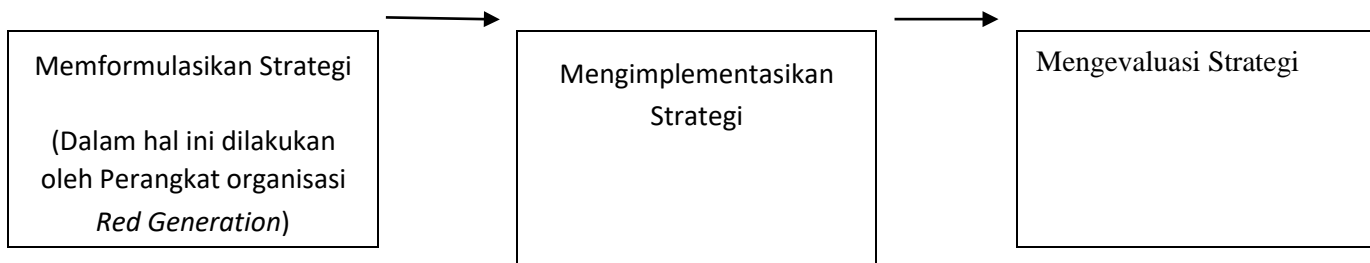 Memformulasikan Strategi
(Dalam hal ini dilakukan
oleh Perangkat organisasi
Red Generation)
Mengimplementasikan
Strategi
Mengevaluasi Strategi